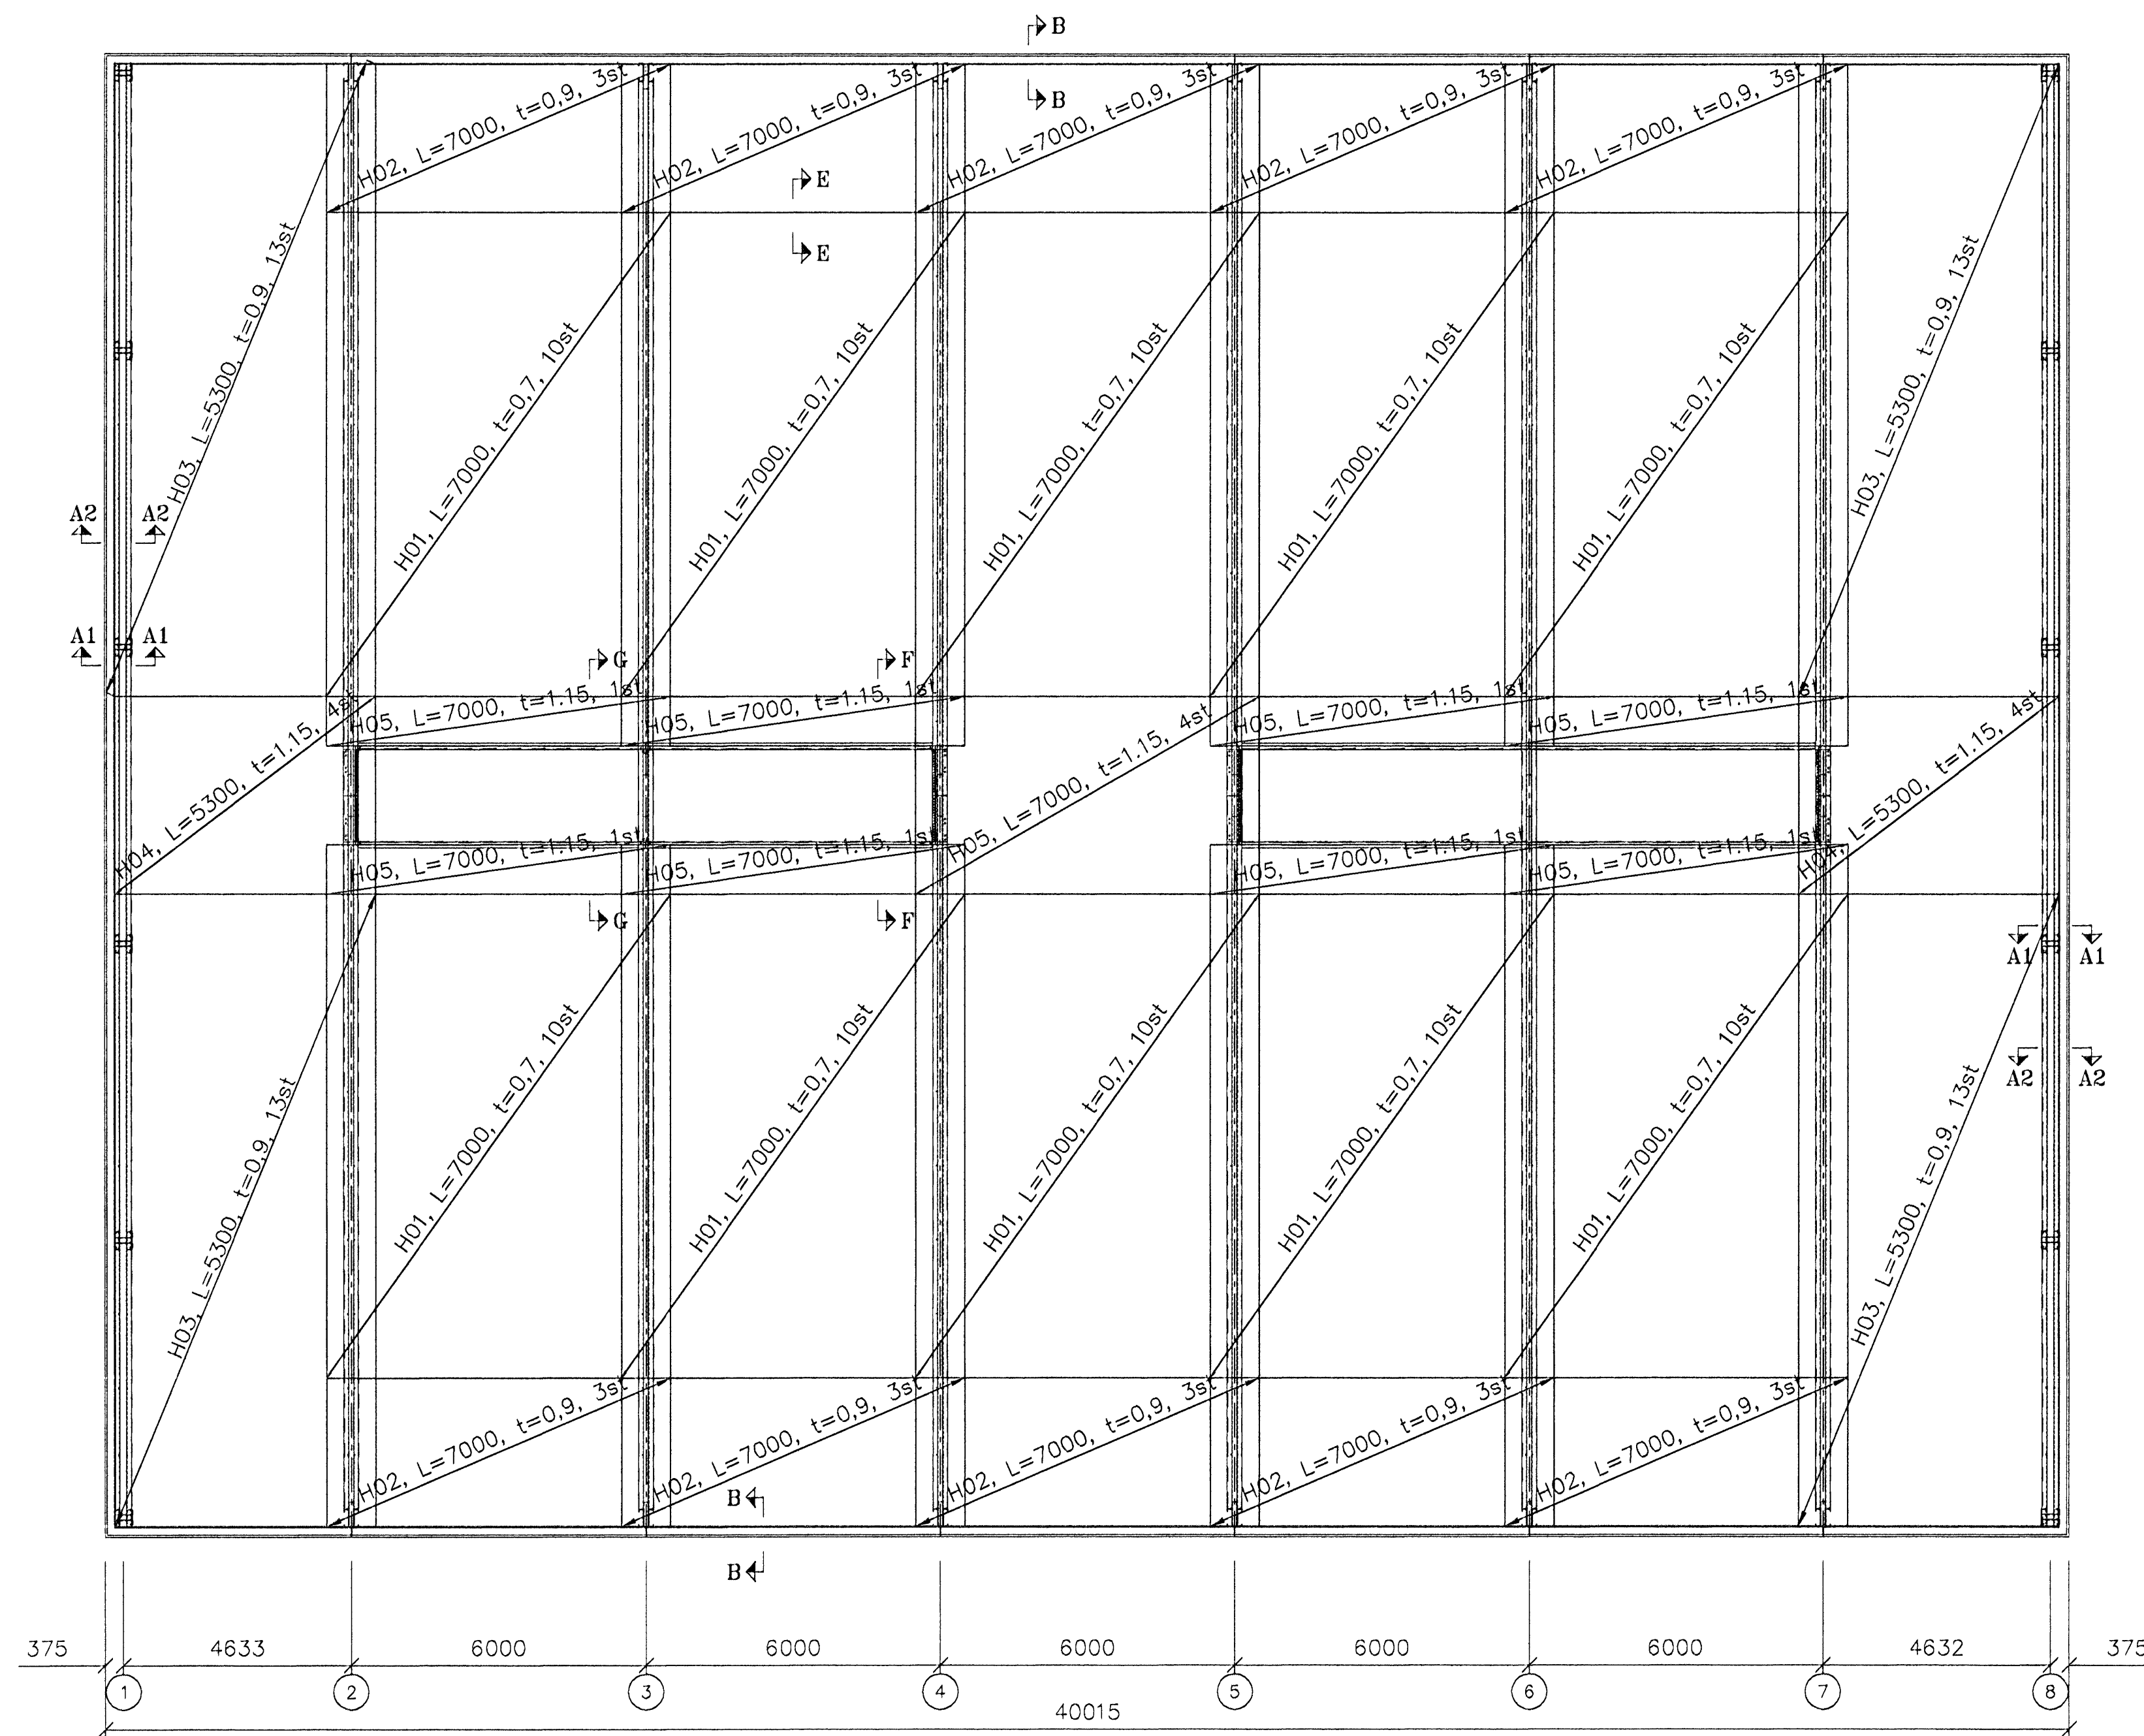 B
B
H02, L=7000, t=0,9, 3st
H02, L=7000, t=0,9, 3st
H02, L=7000, t=0,9, 3st
H02, L=7000, t=0,9, 3st
H02, L=7000, t=0,9, 3st
E
E
H03, L=5300, t=0,9, 13st
H01, L=7000, t=0,7, 10st
H01, L=7000, t=0,7, 10st
H01, L=7000, t=0,7, 10st
H01, L=7000, t=0,7, 10st
H01, L=7000, t=0,7, 10st
H03, L=5300, t=0,9, 13st
A2 A2
A1 A1
G F
H05, L=7000, t=1.15, 1st
H05, L=7000, t=1.15, 1st
H05, L=7000, t=1.15, 1st
H05, L=7000, t=1.15, 1st
H04, L=5300, t=1.15, 4st
H05, L=7000, t=1.15, 4st
H04, L=5300, t=1.15, 4st
H05, L=7000, t=1.15, 1st
H05, L=7000, t=1.15, 1st
H05, L=7000, t=1.15, 1st
H05, L=7000, t=1.15, 1st
G F
A1 A1
A2 A2
H03, L=5300, t=0,9, 13st
H01, L=7000, t=0,7, 10st
H01, L=7000, t=0,7, 10st
H01, L=7000, t=0,7, 10st
H01, L=7000, t=0,7, 10st
H01, L=7000, t=0,7, 10st
H03, L=5300, t=0,9, 13st
H02, L=7000, t=0,9, 3st
H02, L=7000, t=0,9, 3st
H02, L=7000, t=0,9, 3st
H02, L=7000, t=0,9, 3st
H02, L=7000, t=0,9, 3st
B
B
375 4633 6000 6000 6000 6000 6000 4632 375
1 2 3 4 5 6 7 8
40015